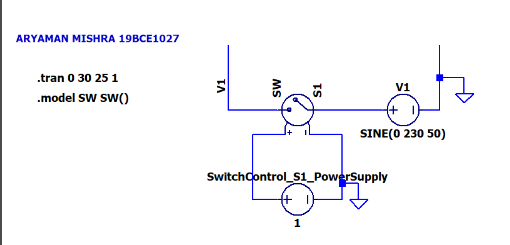 ARYAMAN MISHRA 19BCE1027
.tran 0 30 25 1
.model SW SW()
V1
SW
S1
V1
SINE(0 230 50)
SwitchControl_S1_PowerSupply
1